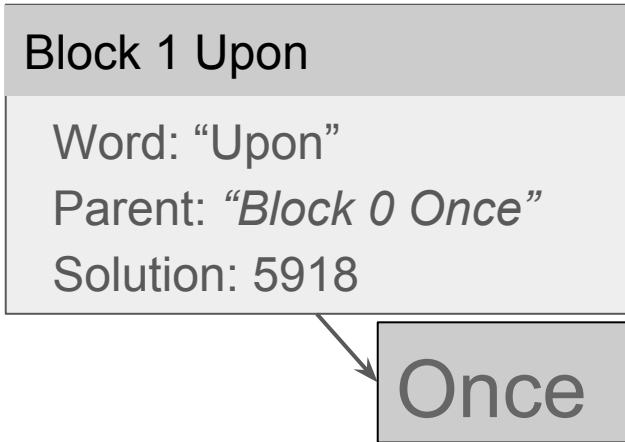 Block 1 Upon
Word: “Upon”
Parent: “Block 0 Once”
Solution: 5918
Once